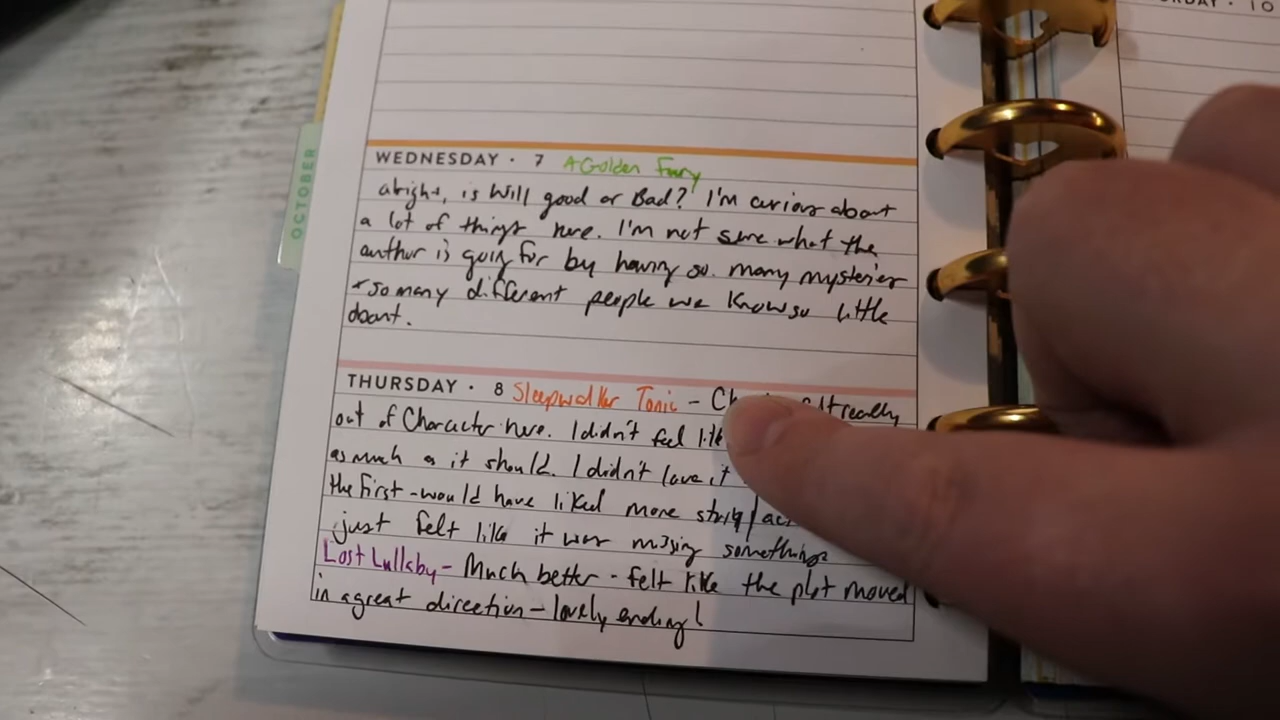 10
OCTOBER
WEDNESDAY · 7 A Golden Fury
alright, is Will good or Bad? I'm curious about
a lot of things here. I'm not sure what the
author is going for by having so many mysteries
+ so many different people we know so little
about.
THURSDAY · 8 Sleepwalker Tonic - felt really
out of Character here. I didn't feel
as much as it should. I didn't love it
the first - would have liked more
just felt like it was missing something
Lost Lullaby - Much better - felt like the plot moved
in a great direction - lovely ending!